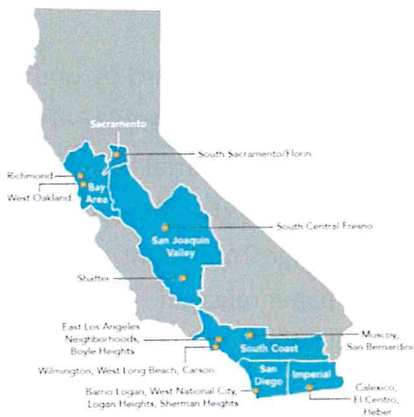 Sacramento
South Sacramento/Florin
Richmond
West Oakland
Bay
Area
South Central Fresno
San Joaquin
Valley
Shafter
East Los Angeles
Neighborhoods,
Boyle Heights
Muscoy,
San Bernardino
South Coast
Wilmington, West Long Beach, Carson
San
Diego
Imperial
Barrio Logan, West National City,
Logan Heights, Sherman Heights
Calexico,
El Centro,
Heber